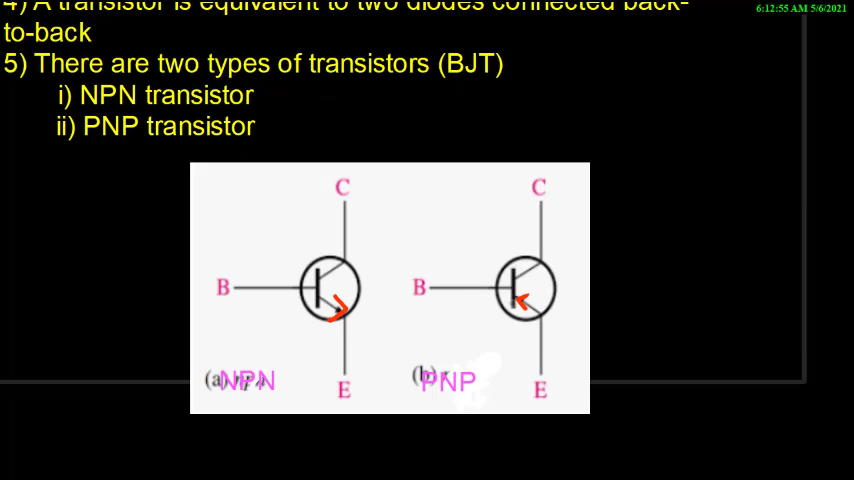 6:12:55 AM 5/6/2021
4) A transistor is equivalent to two diodes connected back-
to-back
5) There are two types of transistors (BJT)
i) NPN transistor
ii) PNP transistor
C C
B B
(a) NPN (b) PNP
E E